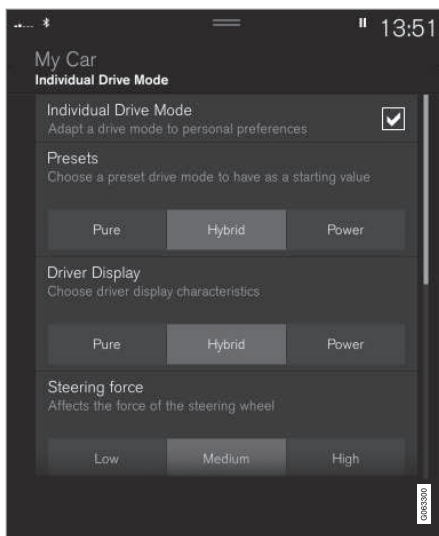 13:51
My Car
Individual Drive Mode
Individual Drive Mode
Adapt a drive mode to personal preferences
Presets
Choose a preset drive mode to have as a starting value
Pure Hybrid Power
Driver Display
Choose driver display characteristics
Pure Hybrid Power
Steering force
Affects the force of the steering wheel
Low Medium High
G063300